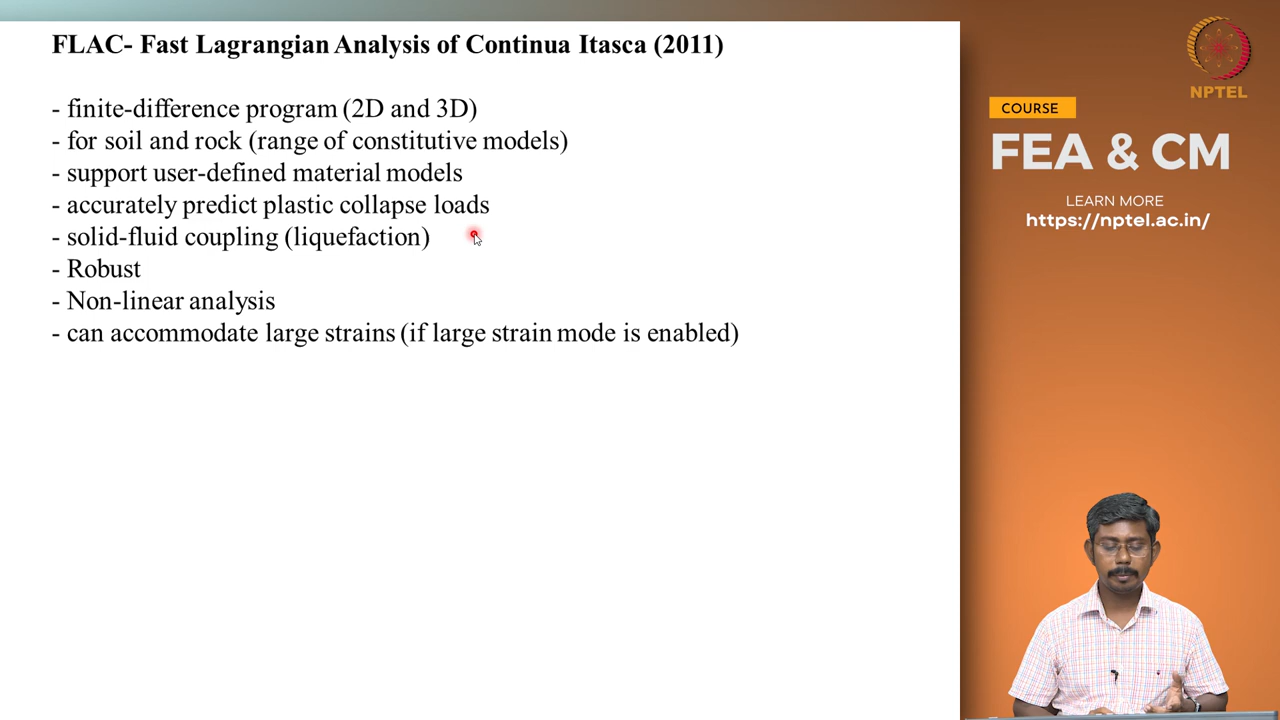 FLAC- Fast Lagrangian Analysis of Continua Itasca (2011)
- finite-difference program (2D and 3D)
- for soil and rock (range of constitutive models)
- support user-defined material models
- accurately predict plastic collapse loads
- solid-fluid coupling (liquefaction)
- Robust
- Non-linear analysis
- can accommodate large strains (if large strain mode is enabled)
NPTEL
COURSE
FEA & CM
LEARN MORE
https://nptel.ac.in/